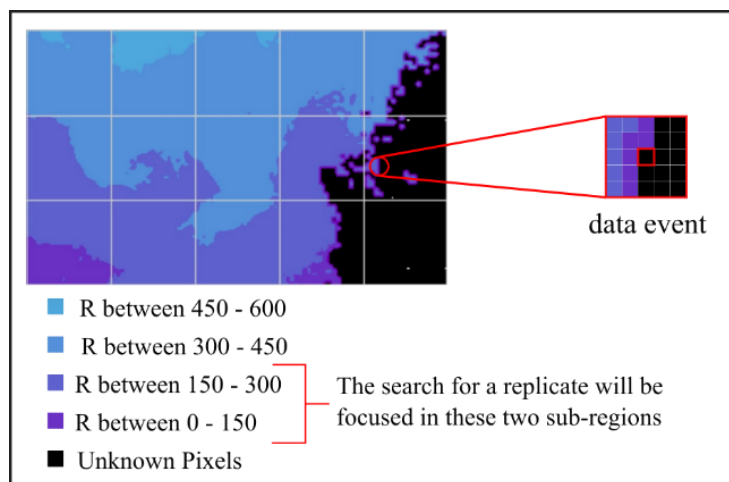 data event
R between 450 - 600
R between 300 - 450
R between 150 - 300
R between 0 - 150
Unknown Pixels
The search for a replicate will be
focused in these two sub-regions